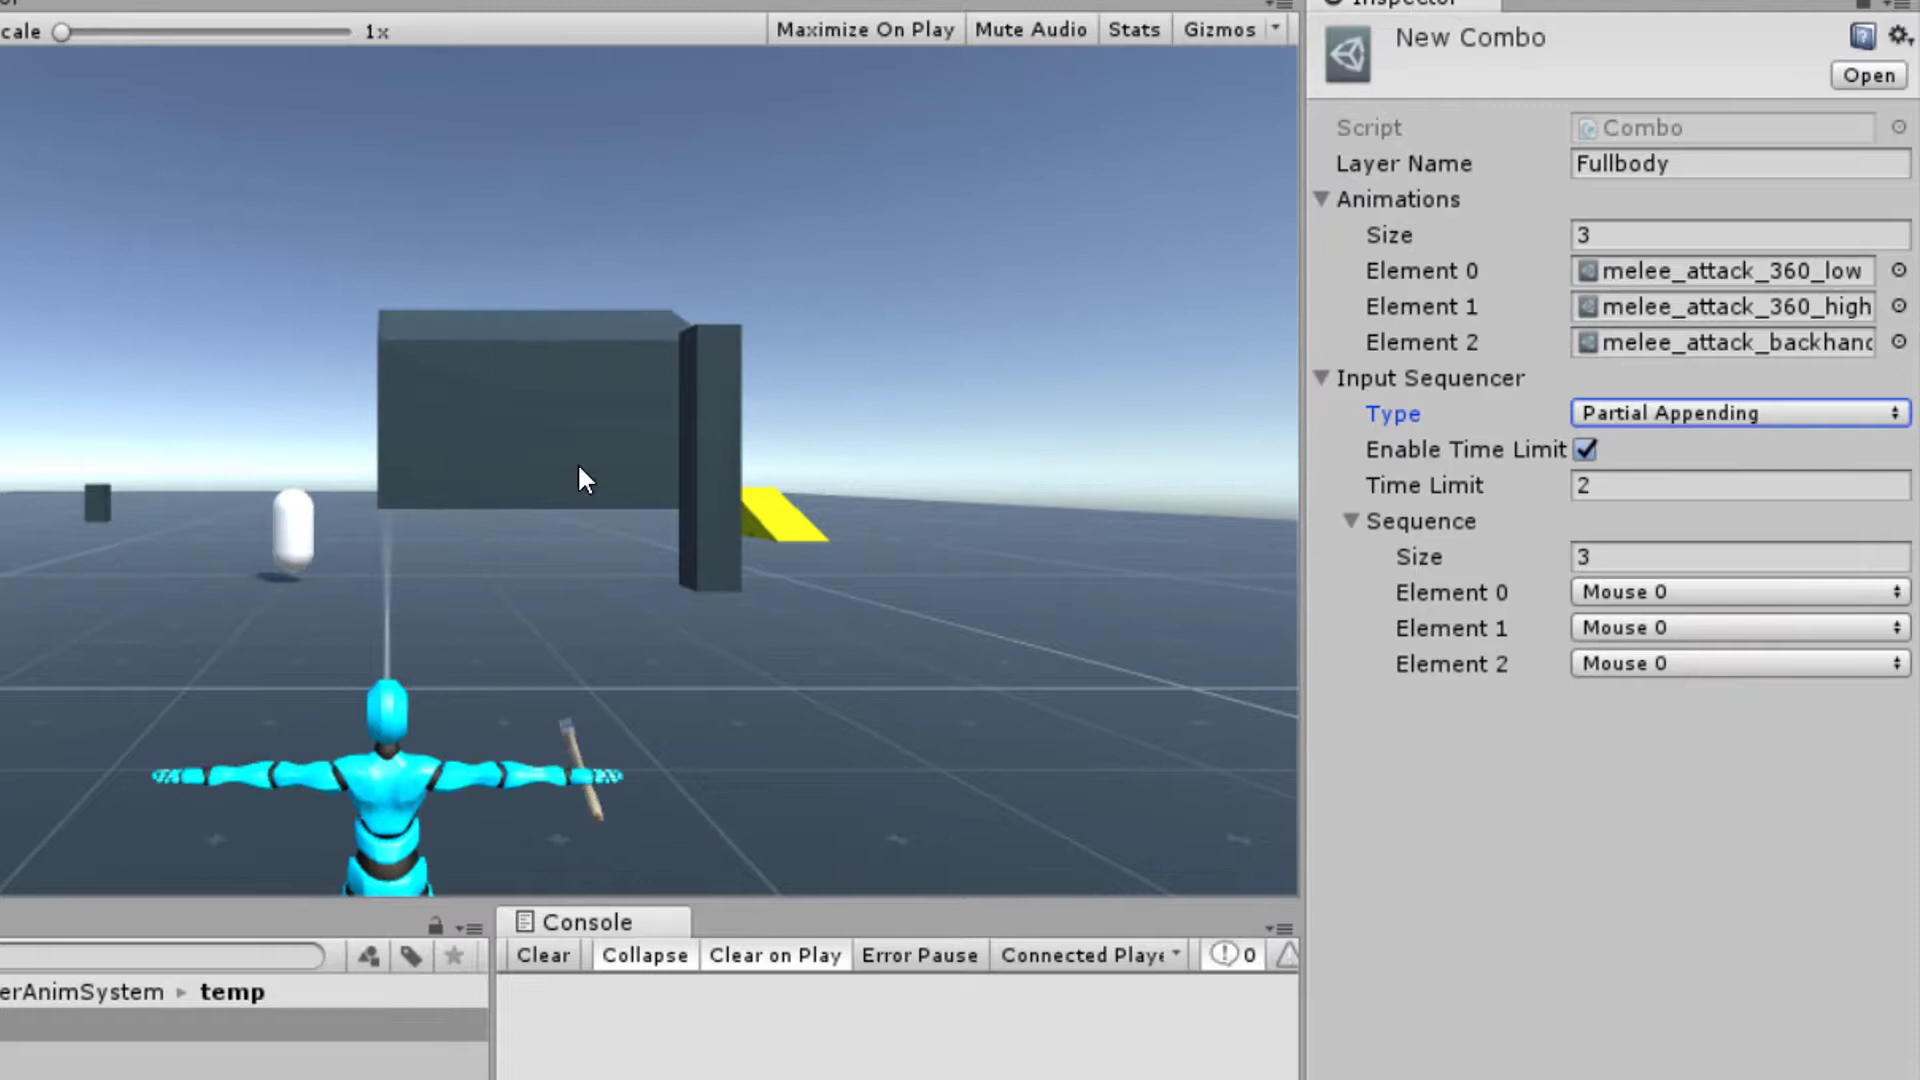 cale 1x Maximize On Play Mute Audio Stats Gizmos
Inspector
New Combo
Open
Script Combo
Layer Name Fullbody
Animations
Size 3
Element 0 melee_attack_360_low
Element 1 melee_attack_360_high
Element 2 melee_attack_backhand
Input Sequencer
Type Partial Appending
Enable Time Limit
Time Limit 2
Sequence
Size 3
Element 0 Mouse 0
Element 1 Mouse 0
Element 2 Mouse 0
Console
Clear Collapse Clear on Play Error Pause Connected Playe 0
erAnimSystem temp